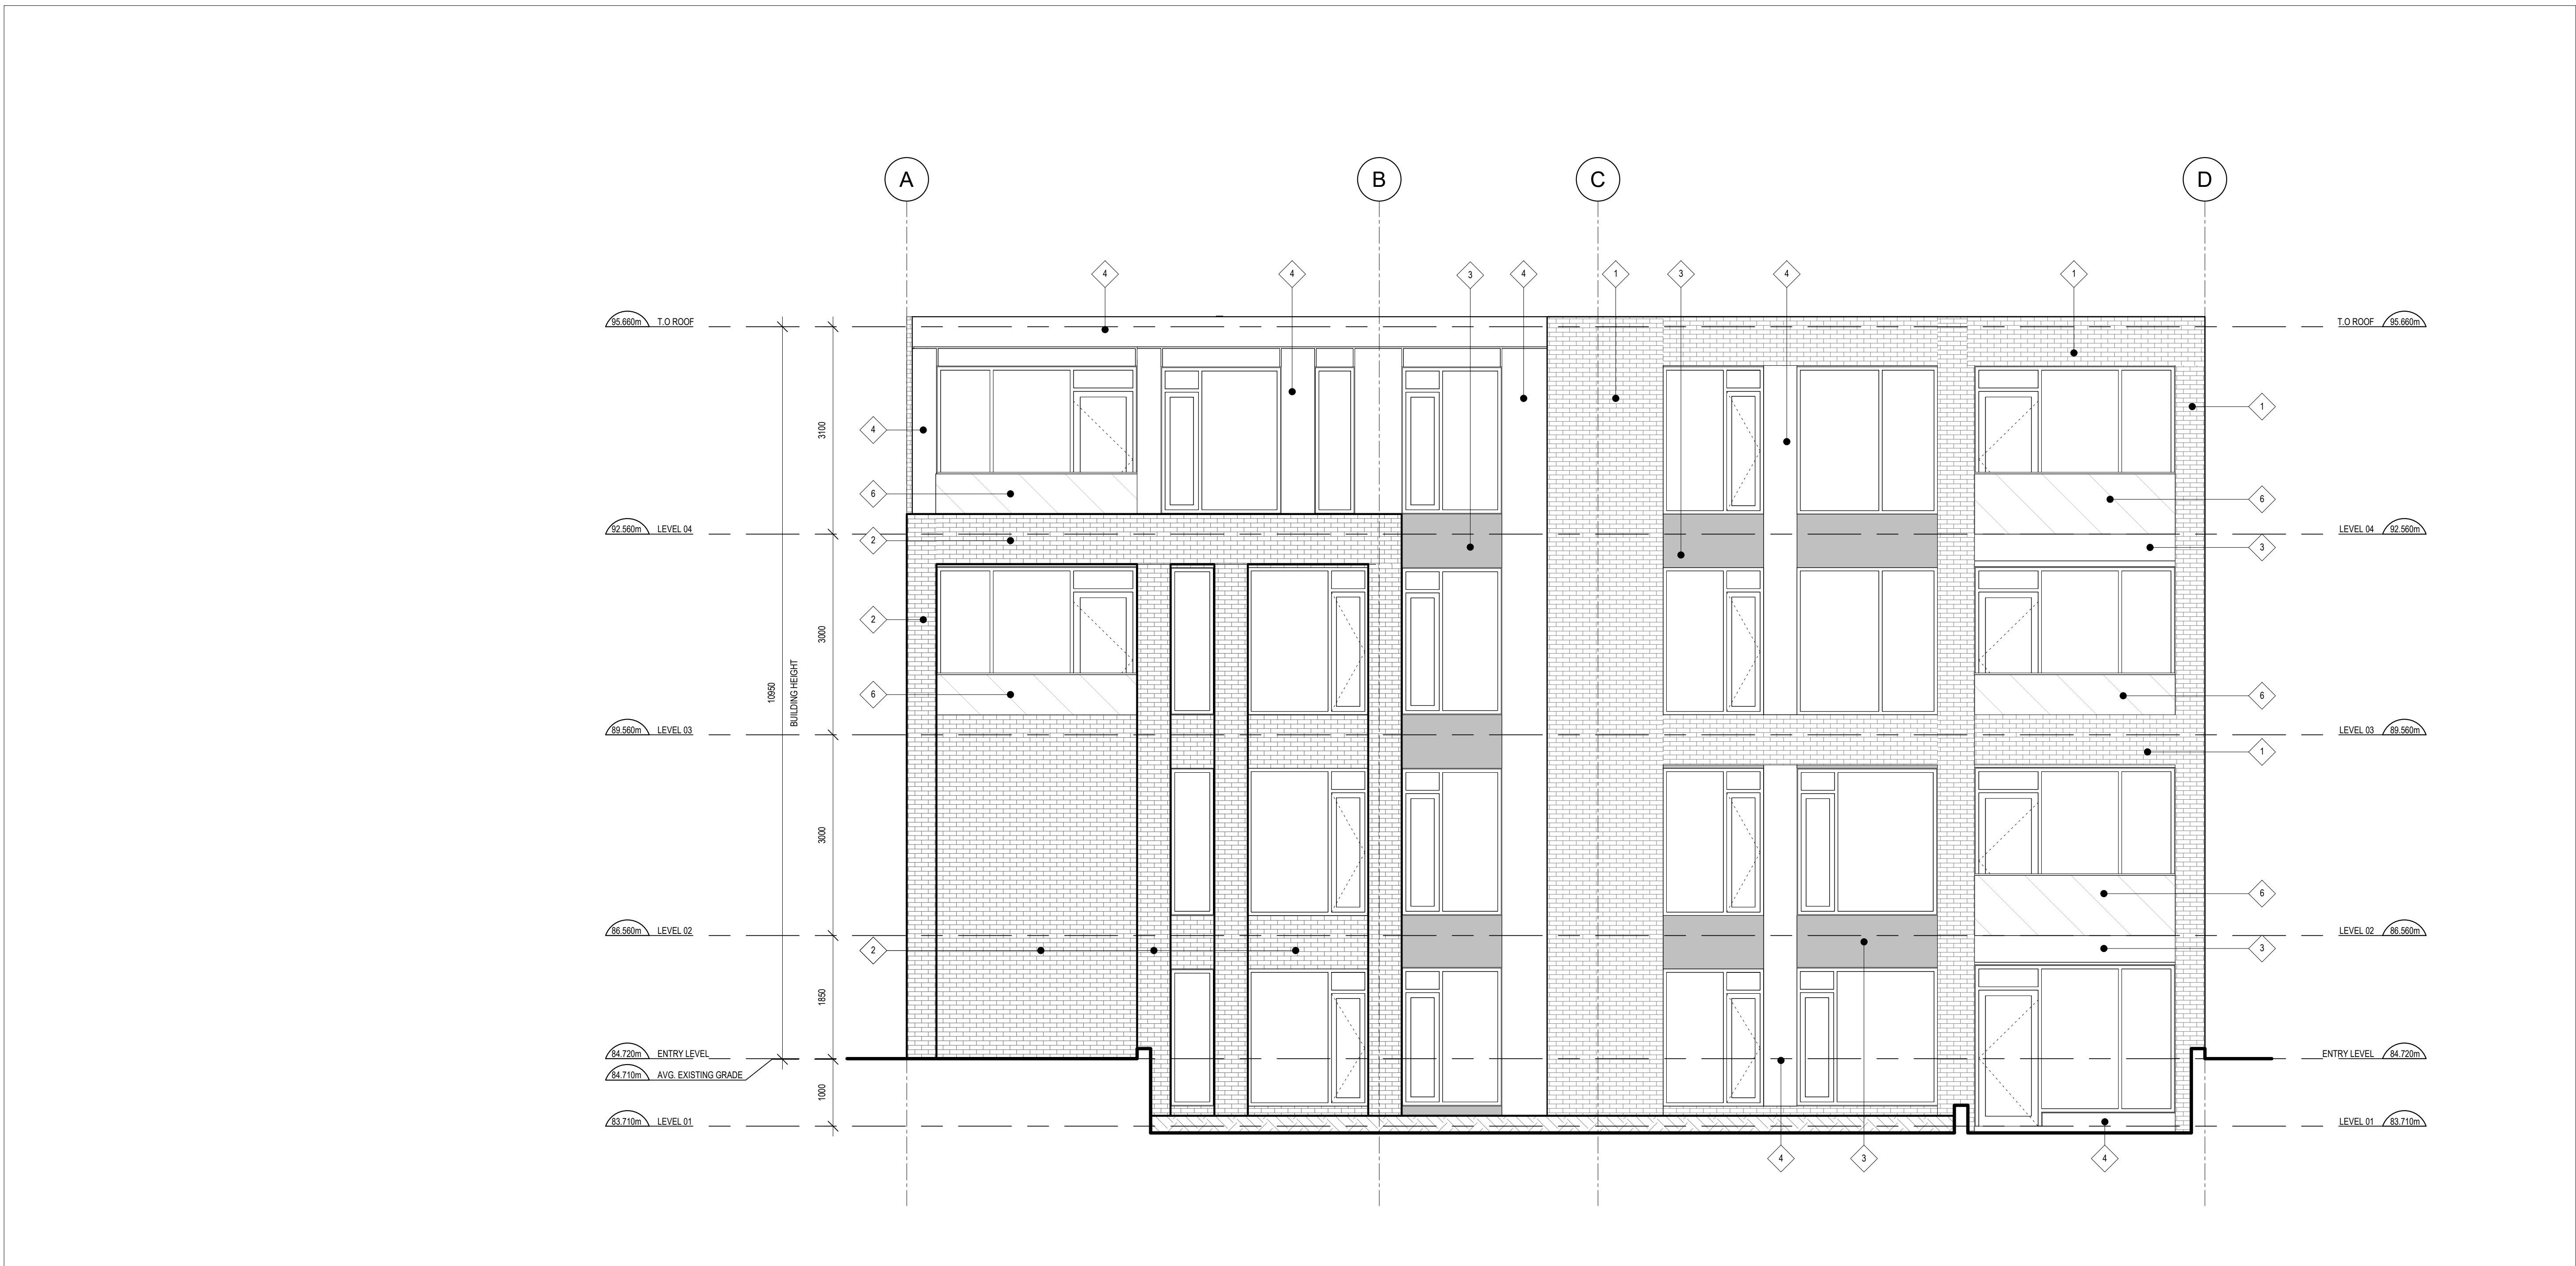 A B C D
4 4 3 4 1 3 4 1
95.660m T.O ROOF
T.O ROOF 95.660m
1
3100
4
6
6
92.560m LEVEL 04
LEVEL 04 92.560m
2
3
2
3000
10950
BUILDING HEIGHT
6
6
89.560m LEVEL 03
LEVEL 03 89.560m
1
3000
6
86.560m LEVEL 02
LEVEL 02 86.560m
2
3
1850
84.720m ENTRY LEVEL
ENTRY LEVEL 84.720m
84.710m AVG. EXISTING GRADE
1000
83.710m LEVEL 01
LEVEL 01 83.710m
4 3 4